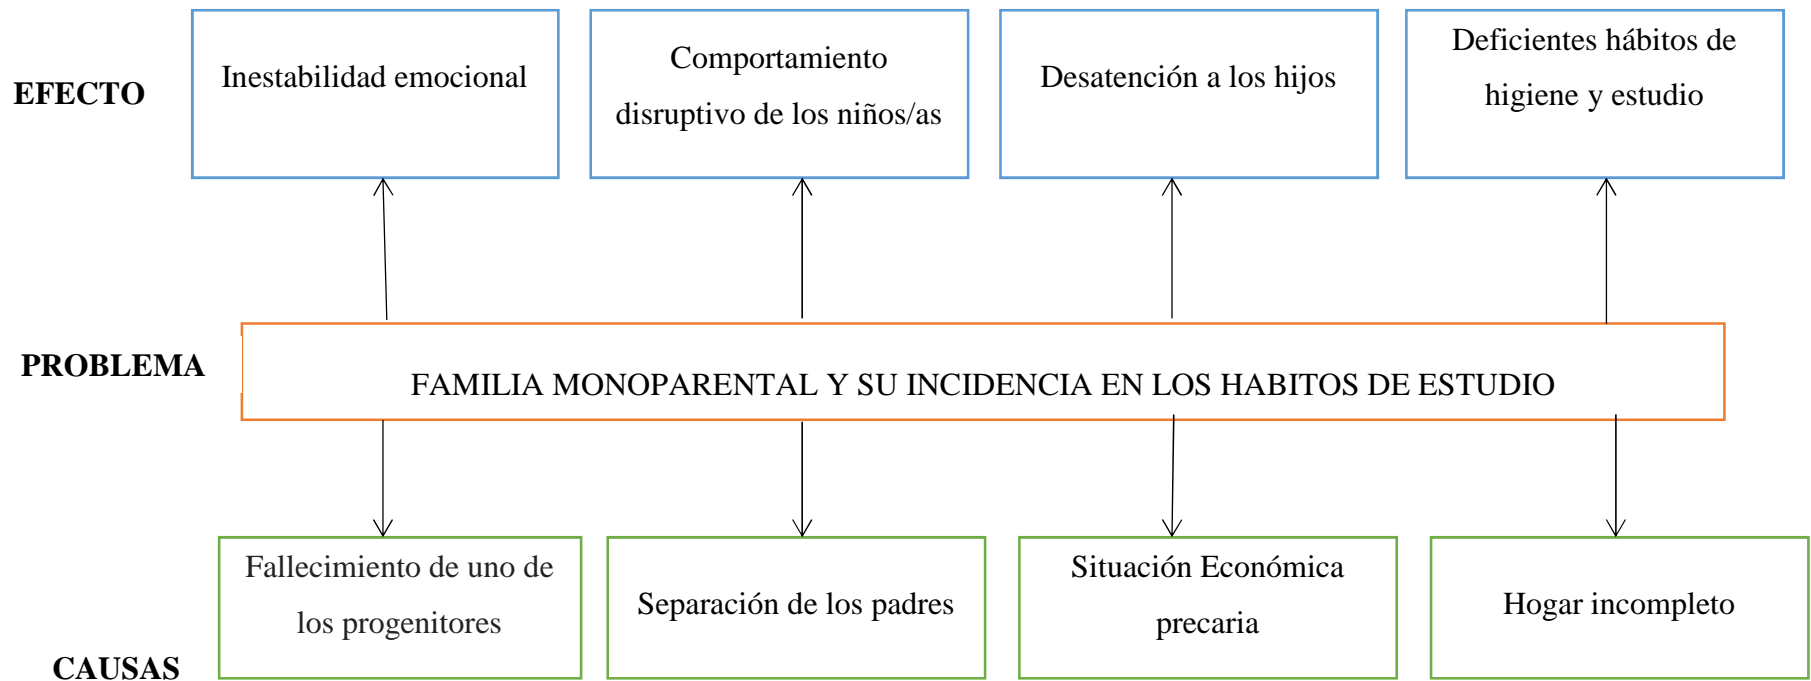 EFECTO
Inestabilidad emocional
Comportamiento
disruptivo de los niños/as
Desatención a los hijos
Deficientes hábitos de
higiene y estudio
PROBLEMA
FAMILIA MONOPARENTAL Y SU INCIDENCIA EN LOS HABITOS DE ESTUDIO
Fallecimiento de uno de
los progenitores
Separación de los padres
Situación Económica
precaria
Hogar incompleto
CAUSAS